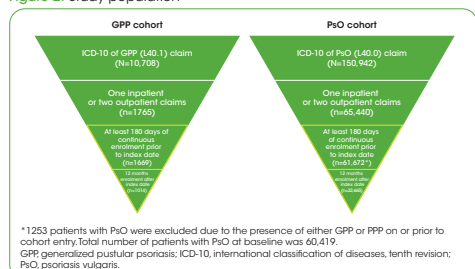 GPP cohort
PsO cohort
ICD-10 of GPP (L40.1) claim
(N=10,708)
ICD-10 of PsO (L40.0) claim
(N=150,942)
One inpatient
or two outpatient claims
(n=1765)
One inpatient
or two outpatient claims
(n=65,440)
At least 180 days of
continuous
enrolment prior
to index date
(n=1669)
At least 180 days of
continuous
enrolment prior
to index date
(n=61,672*)
12 months
enrolment after
index date
12 months
enrolment after
index date
*1253 patients with PsO were excluded due to the presence of either GPP or PPP on or prior to
cohort entry. Total number of patients with PsO at baseline was 60,419.
GPP, generalized pustular psoriasis; ICD-10, international classification of diseases, tenth revision;
PsO, psoriasis vulgaris.